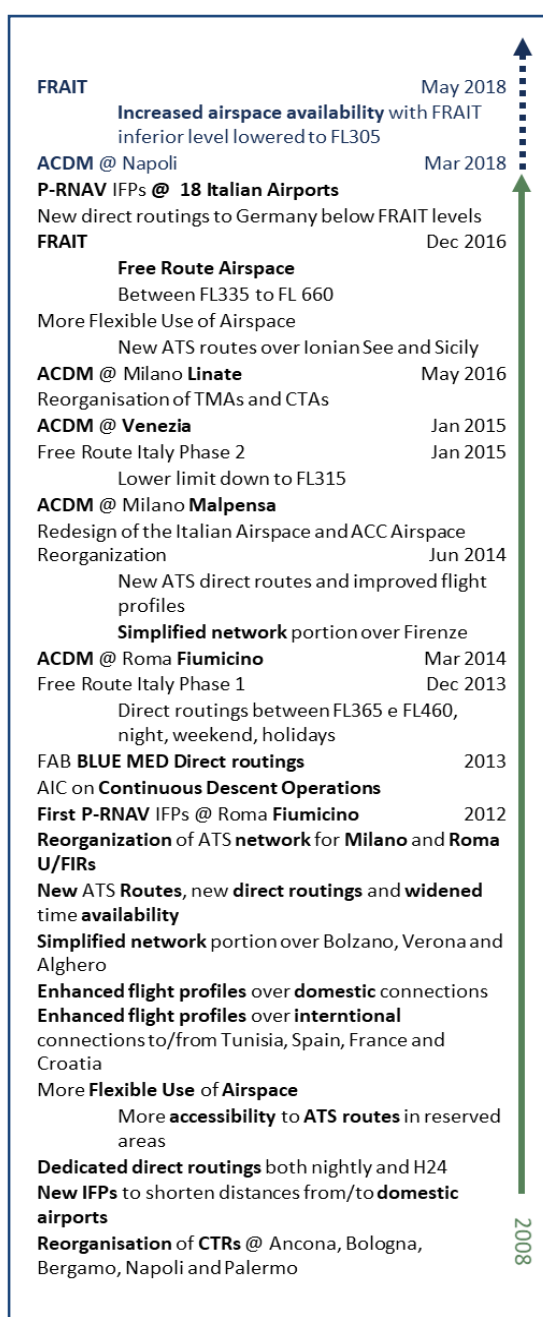 FRAIT May 2018
Increased airspace availability with FRAIT
inferior level lowered to FL305
ACDM @ Napoli Mar 2018
P-RNAV IFPs @ 18 Italian Airports
New direct routings to Germany below FRAIT levels
FRAIT Dec 2016
Free Route Airspace
Between FL335 to FL 660
More Flexible Use of Airspace
New ATS routes over Ionian See and Sicily
ACDM @ Milano Linate May 2016
Reorganisation of TMAs and CTAs
ACDM @ Venezia Jan 2015
Free Route Italy Phase 2 Jan 2015
Lower limit down to FL315
ACDM @ Milano Malpensa
Redesign of the Italian Airspace and ACC Airspace
Reorganization Jun 2014
New ATS direct routes and improved flight
profiles
Simplified network portion over Firenze
ACDM @ Roma Fiumicino Mar 2014
Free Route Italy Phase 1 Dec 2013
Direct routings between FL365 e FL460,
night, weekend, holidays
FAB BLUE MED Direct routings 2013
AIC on Continuous Descent Operations
First P-RNAV IFPs @ Roma Fiumicino 2012
Reorganization of ATS network for Milano and Roma
U/FIRs
New ATS Routes, new direct routings and widened
time availability
Simplified network portion over Bolzano, Verona and
Alghero
Enhanced flight profiles over domestic connections
Enhanced flight profiles over interntional
connections to/from Tunisia, Spain, France and
Croatia
More Flexible Use of Airspace
More accessibility to ATS routes in reserved
areas
Dedicated direct routings both nightly and H24
New IFPs to shorten distances from/to domestic
airports
Reorganisation of CTRs @ Ancona, Bologna,
Bergamo, Napoli and Palermo
2008